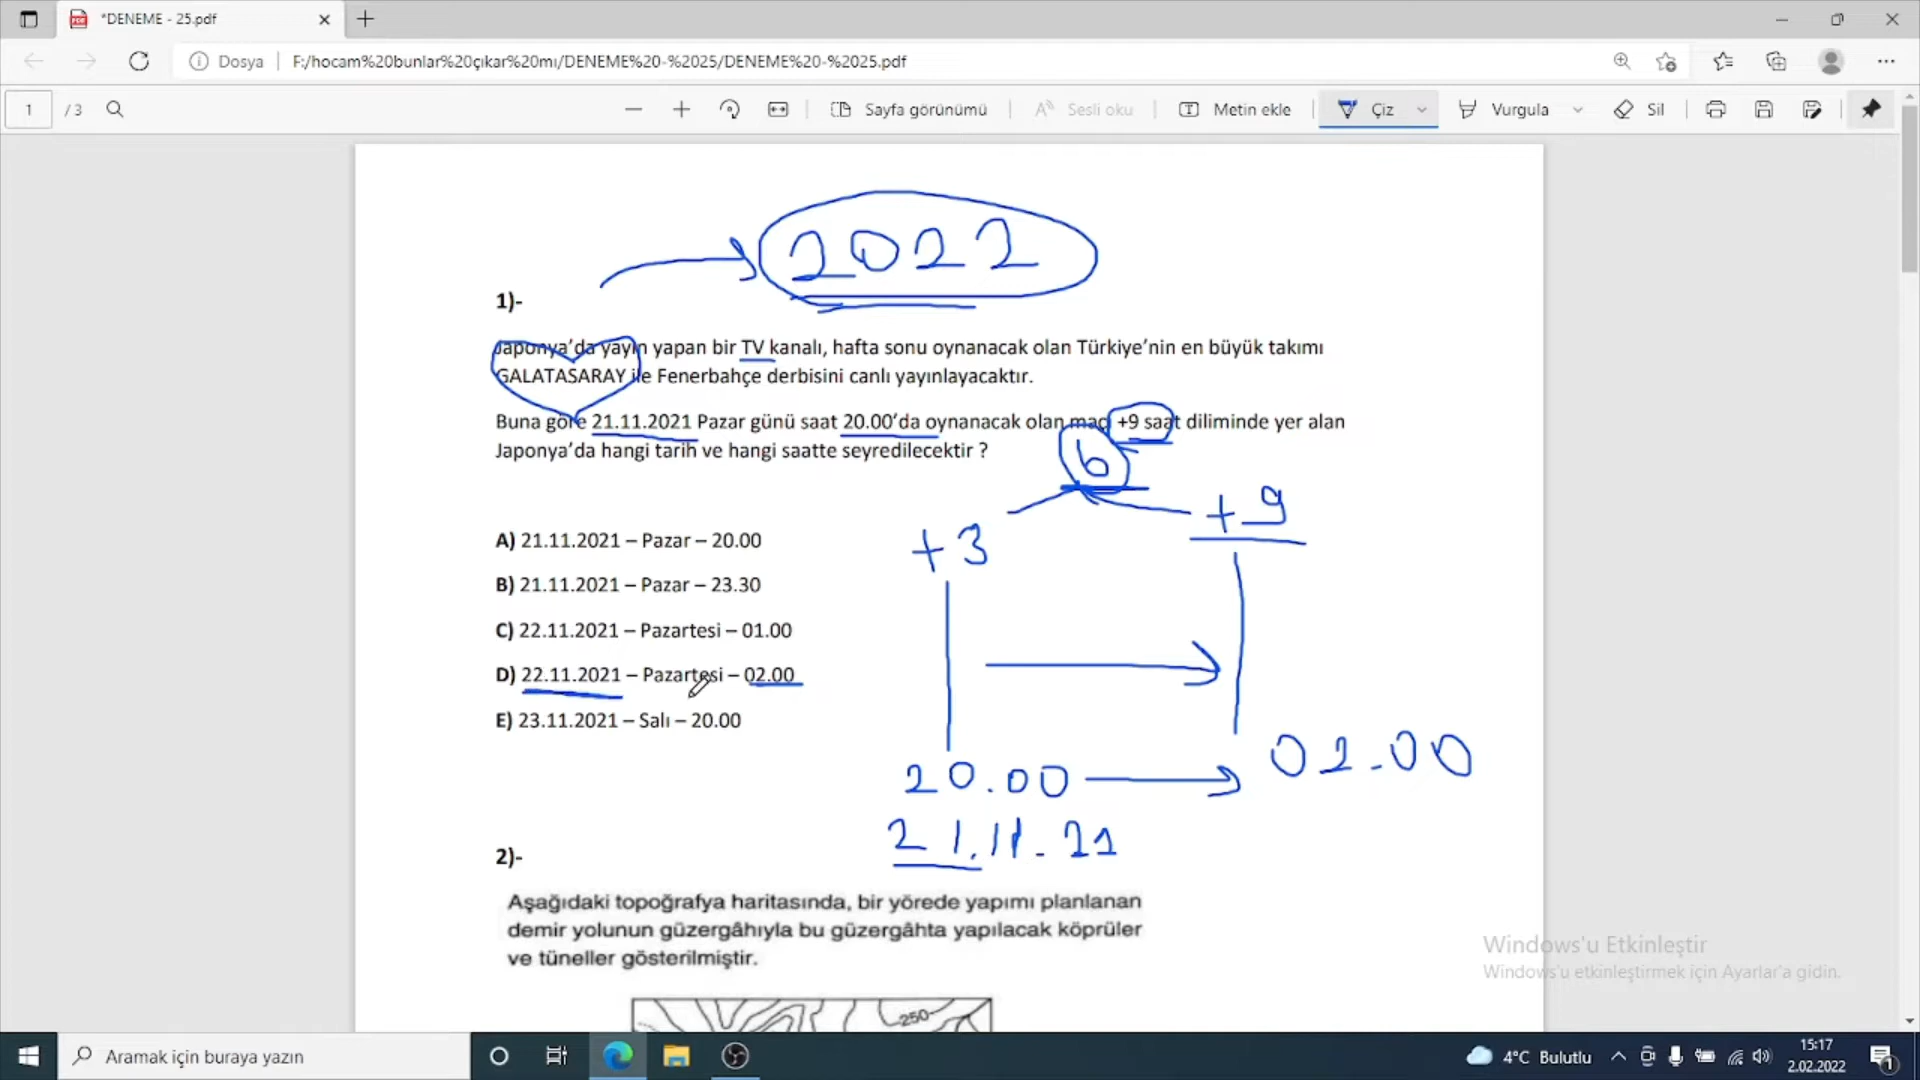 *DENEME - 25.pdf
Dosya
F:/hocam%20bunlar%20çıkar%20mı/DENEME%20-%2025/DENEME%20-%2025.pdf
1 / 3
Sayfa görünümü
Sesli oku
Metin ekle
Çiz
Vurgula
Sil
2022
1)-
Japonya'da yayın yapan bir TV kanalı, hafta sonu oynanacak olan Türkiye'nin en büyük takımı
GALATASARAY ile Fenerbahçe derbisini canlı yayınlayacaktır.
Buna göre 21.11.2021 Pazar günü saat 20.00'da oynanacak olan maçı +9 saat diliminde yer alan
Japonya'da hangi tarih ve hangi saatte seyredilecektir ?
6
+3
+9
A) 21.11.2021 – Pazar – 20.00
B) 21.11.2021 – Pazar – 23.30
C) 22.11.2021 – Pazartesi – 01.00
D) 22.11.2021 – Pazartesi – 02.00
E) 23.11.2021 – Salı – 20.00
20.00
02.00
21.11.21
2)-
Aşağıdaki topoğrafya haritasında, bir yörede yapımı planlanan
demir yolunun güzergâhıyla bu güzergâhta yapılacak köprüler
ve tüneller gösterilmiştir.
250
Windows'u Etkinleştir
Windows'u etkinleştirmek için Ayarlar'a gidin.
Aramak için buraya yazın
4°C Bulutlu
15:17
2.02.2022
1